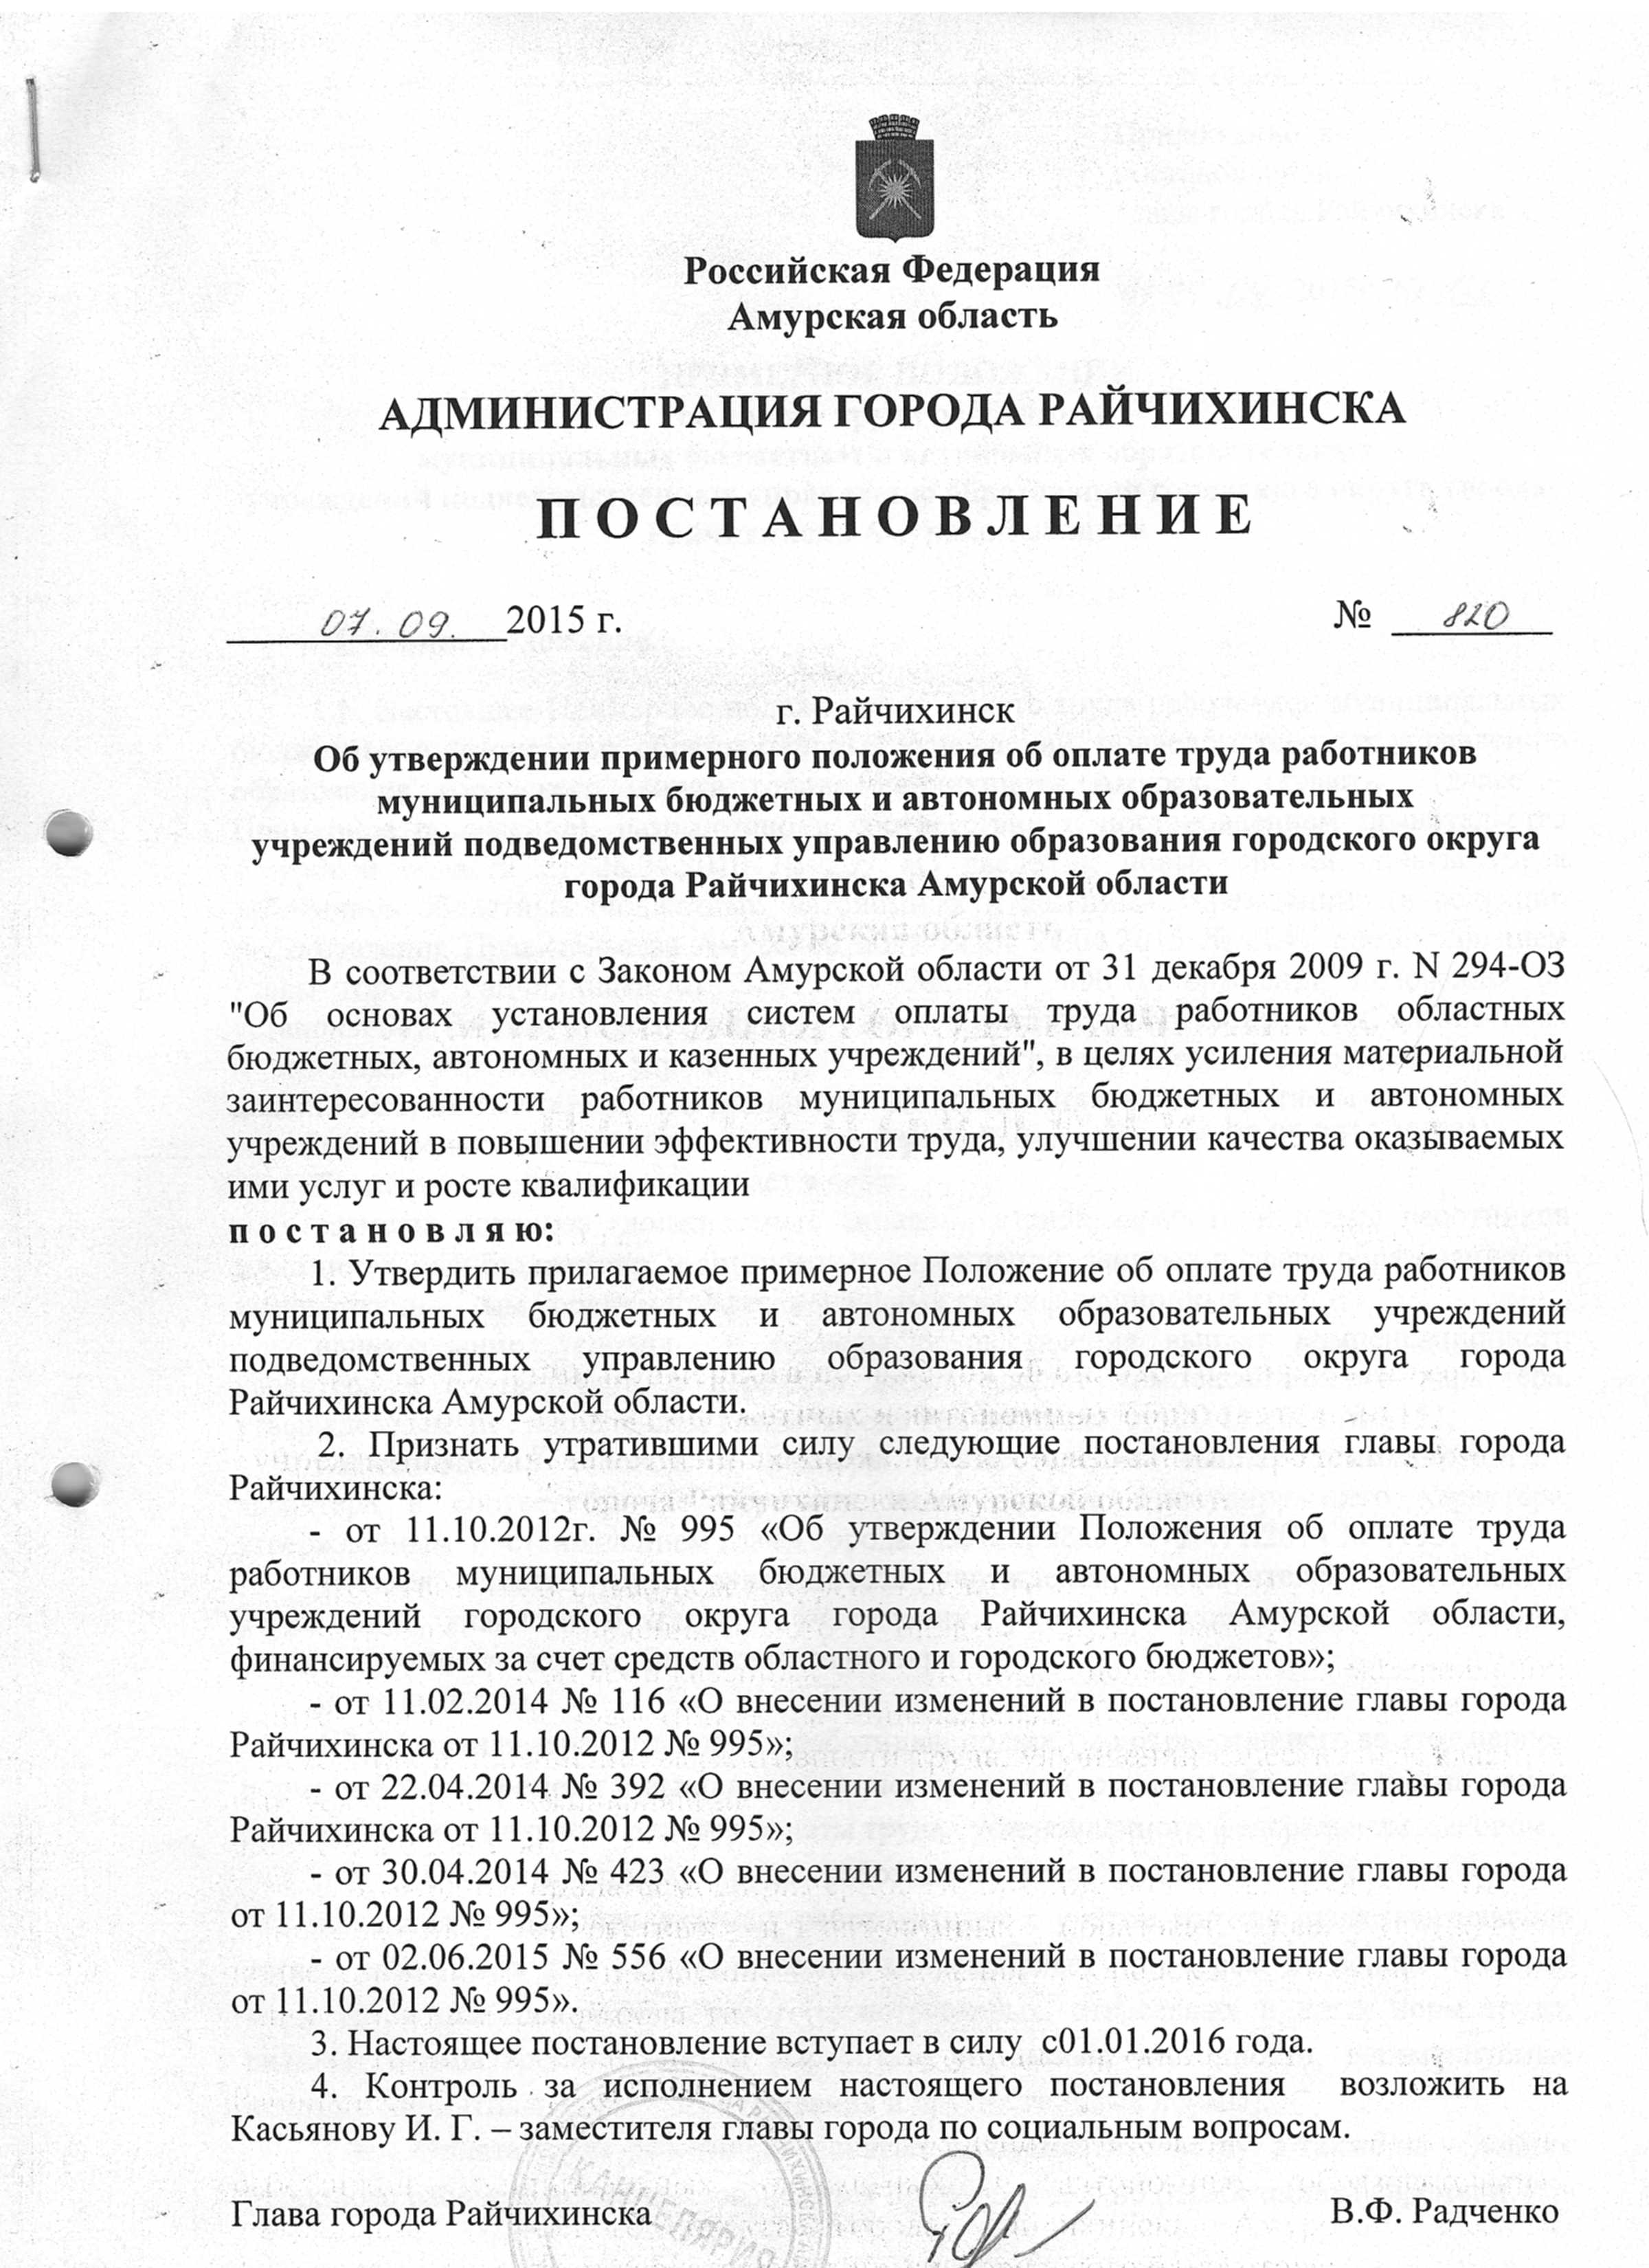 Российская Федерация
Амурская область
АДМИНИСТРАЦИЯ ГОРОДА РАЙЧИХИНСКА
П О С Т А Н О В Л Е Н И Е
07.09. 2015 г. № 820
г. Райчихинск
Об утверждении примерного положения об оплате труда работников
муниципальных бюджетных и автономных образовательных
учреждений подведомственных управлению образования городского округа
города Райчихинска Амурской области
В соответствии с Законом Амурской области от 31 декабря 2009 г. N 294-ОЗ
"Об основах установления систем оплаты труда работников областных
бюджетных, автономных и казенных учреждений", в целях усиления материальной
заинтересованности работников муниципальных бюджетных и автономных
учреждений в повышении эффективности труда, улучшении качества оказываемых
ими услуг и росте квалификации
п о с т а н о в л я ю:
1. Утвердить прилагаемое примерное Положение об оплате труда работников
муниципальных бюджетных и автономных образовательных учреждений
подведомственных управлению образования городского округа города
Райчихинска Амурской области.
2. Признать утратившими силу следующие постановления главы города
Райчихинска:
- от 11.10.2012г. № 995 «Об утверждении Положения об оплате труда
работников муниципальных бюджетных и автономных образовательных
учреждений городского округа города Райчихинска Амурской области,
финансируемых за счет средств областного и городского бюджетов»;
- от 11.02.2014 № 116 «О внесении изменений в постановление главы города
Райчихинска от 11.10.2012 № 995»;
- от 22.04.2014 № 392 «О внесении изменений в постановление главы города
Райчихинска от 11.10.2012 № 995»;
- от 30.04.2014 № 423 «О внесении изменений в постановление главы города
от 11.10.2012 № 995»;
- от 02.06.2015 № 556 «О внесении изменений в постановление главы города
от 11.10.2012 № 995».
3. Настоящее постановление вступает в силу с01.01.2016 года.
4. Контроль за исполнением настоящего постановления возложить на
Касьянову И. Г. – заместителя главы города по социальным вопросам.
КАНЦЕЛЯРИЯ
Глава города Райчихинска В.Ф. Радченко